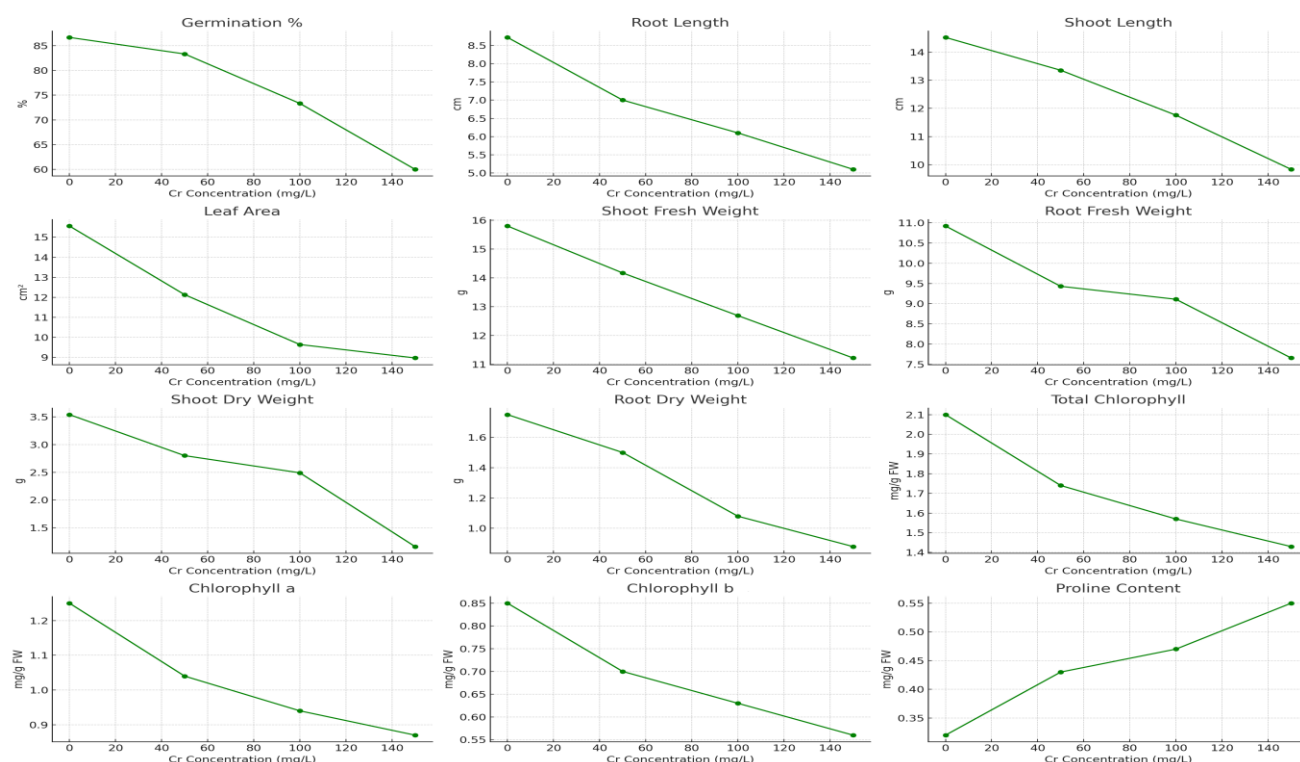 Germination %
Root Length
Shoot Length
85
80
75
70
65
60
%
0 20 40 60 80 100 120 140
Cr Concentration (mg/L)
8.5
8.0
7.5
7.0
6.5
6.0
5.5
5.0
cm
0 20 40 60 80 100 120 140
Cr Concentration (mg/L)
14
13
12
11
10
cm
0 20 40 60 80 100 120 140
Cr Concentration (mg/L)
Leaf Area
Shoot Fresh Weight
Root Fresh Weight
15
14
13
12
11
10
9
cm²
0 20 40 60 80 100 120 140
Cr Concentration (mg/L)
16
15
14
13
12
11
g
0 20 40 60 80 100 120 140
Cr Concentration (mg/L)
11.0
10.5
10.0
9.5
9.0
8.5
8.0
7.5
g
0 20 40 60 80 100 120 140
Cr Concentration (mg/L)
Shoot Dry Weight
Root Dry Weight
Total Chlorophyll
3.5
3.0
2.5
2.0
1.5
g
0 20 40 60 80 100 120 140
Cr Concentration (mg/L)
1.6
1.4
1.2
1.0
g
0 20 40 60 80 100 120 140
Cr Concentration (mg/L)
2.1
2.0
1.9
1.8
1.7
1.6
1.5
1.4
mg/g FW
0 20 40 60 80 100 120 140
Cr Concentration (mg/L)
Chlorophyll a
Chlorophyll b
Proline Content
1.2
1.1
1.0
0.9
mg/g FW
0 20 40 60 80 100 120 140
Cr Concentration (mg/L)
0.85
0.80
0.75
0.70
0.65
0.60
0.55
mg/g FW
0 20 40 60 80 100 120 140
Cr Concentration (mg/L)
0.55
0.50
0.45
0.40
0.35
mg/g FW
0 20 40 60 80 100 120 140
Cr Concentration (mg/L)